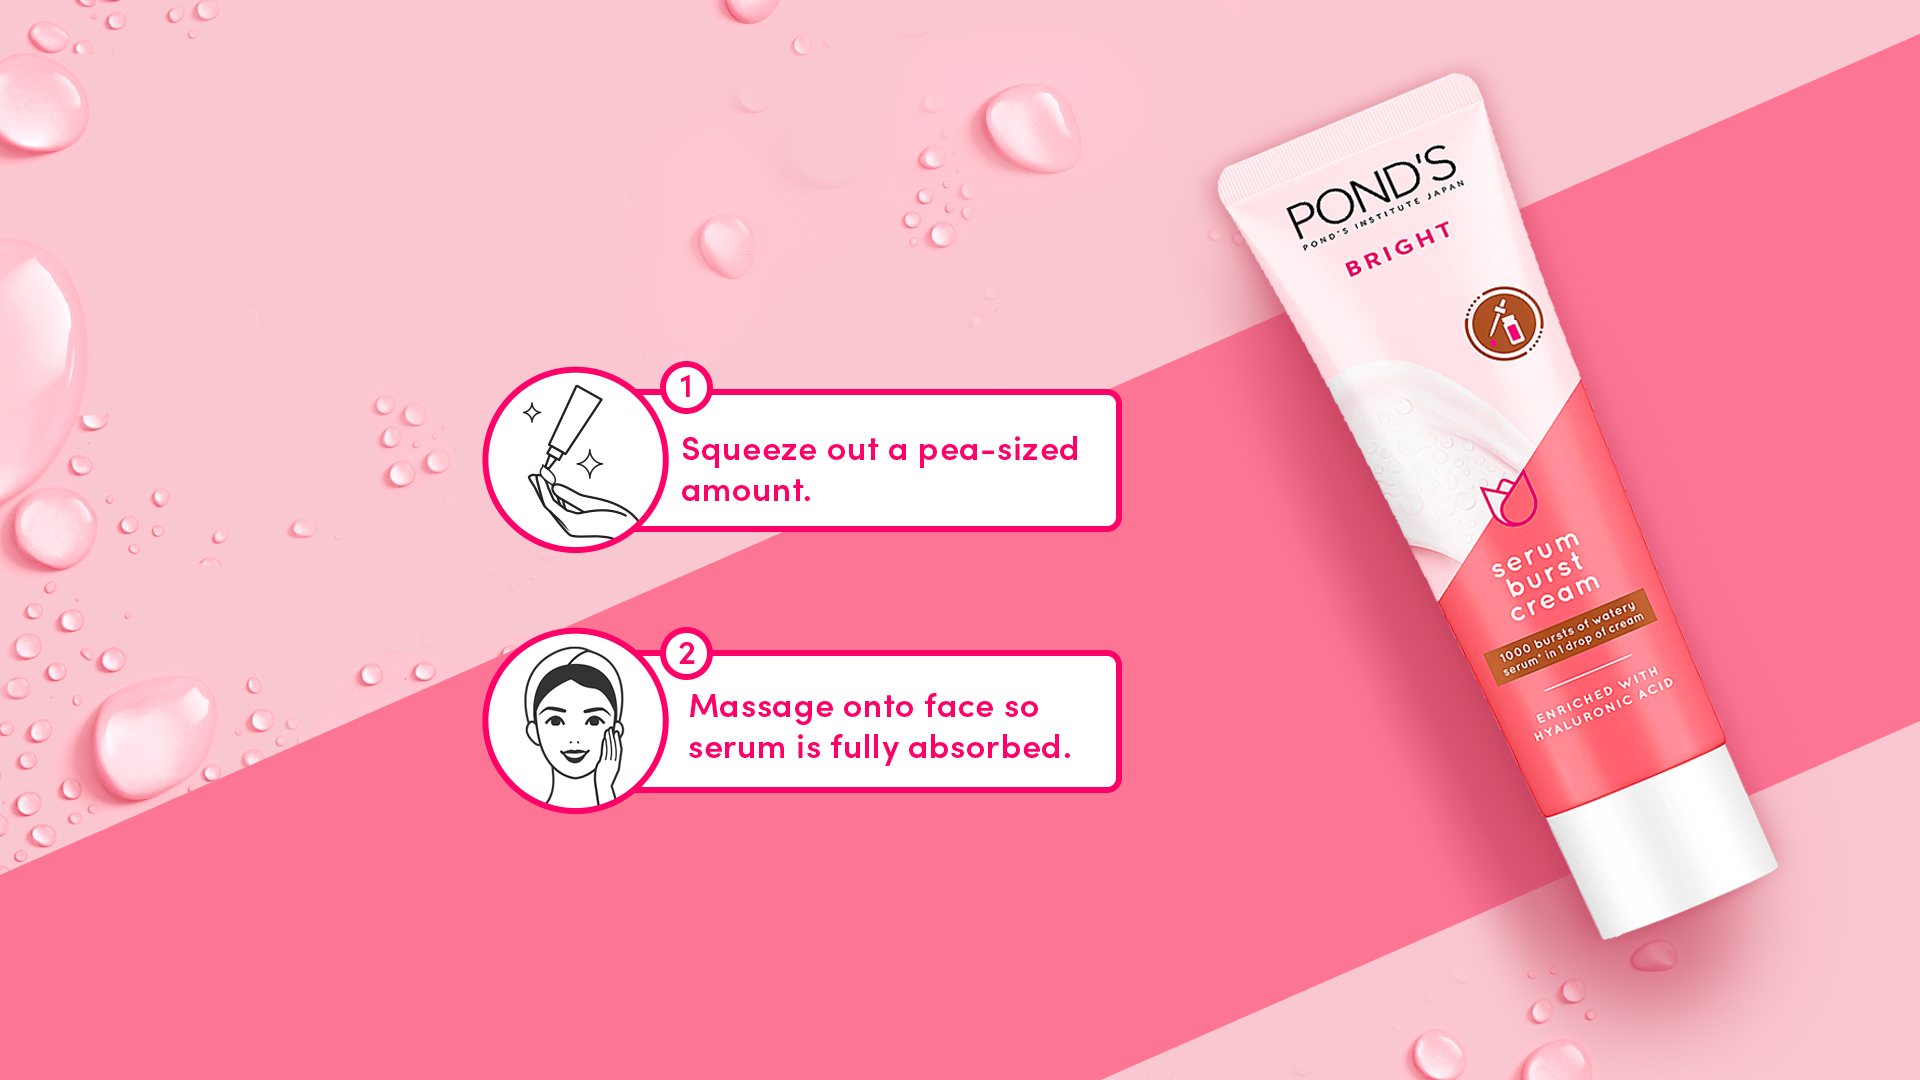 1
Squeeze out a pea-sized
amount.
2
Massage onto face so
serum is fully absorbed.
POND'S
POND'S INSTITUTE JAPAN
BRIGHT
serum
burst
cream
1000 bursts of watery
serum* in 1 drop of cream
ENRICHED WITH
HYALURONIC ACID